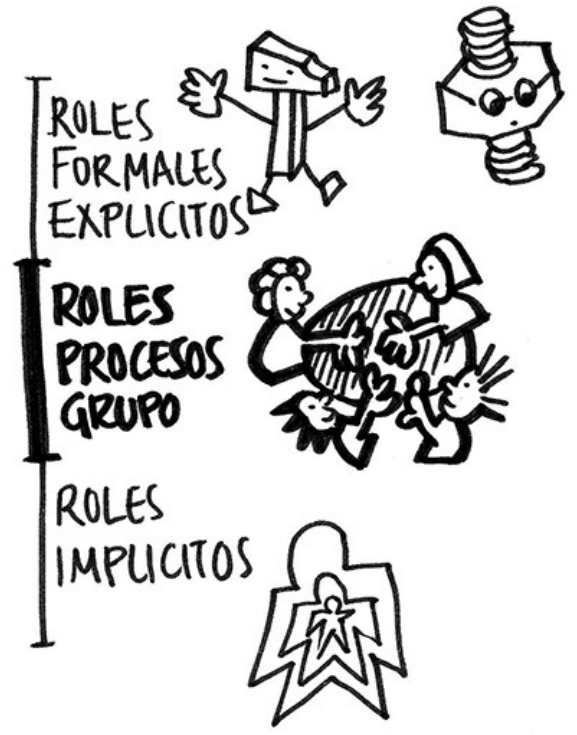 ROLES
FORMALES
EXPLICITOS
ROLES
PROCESOS
GRUPO
ROLES
IMPLICITOS